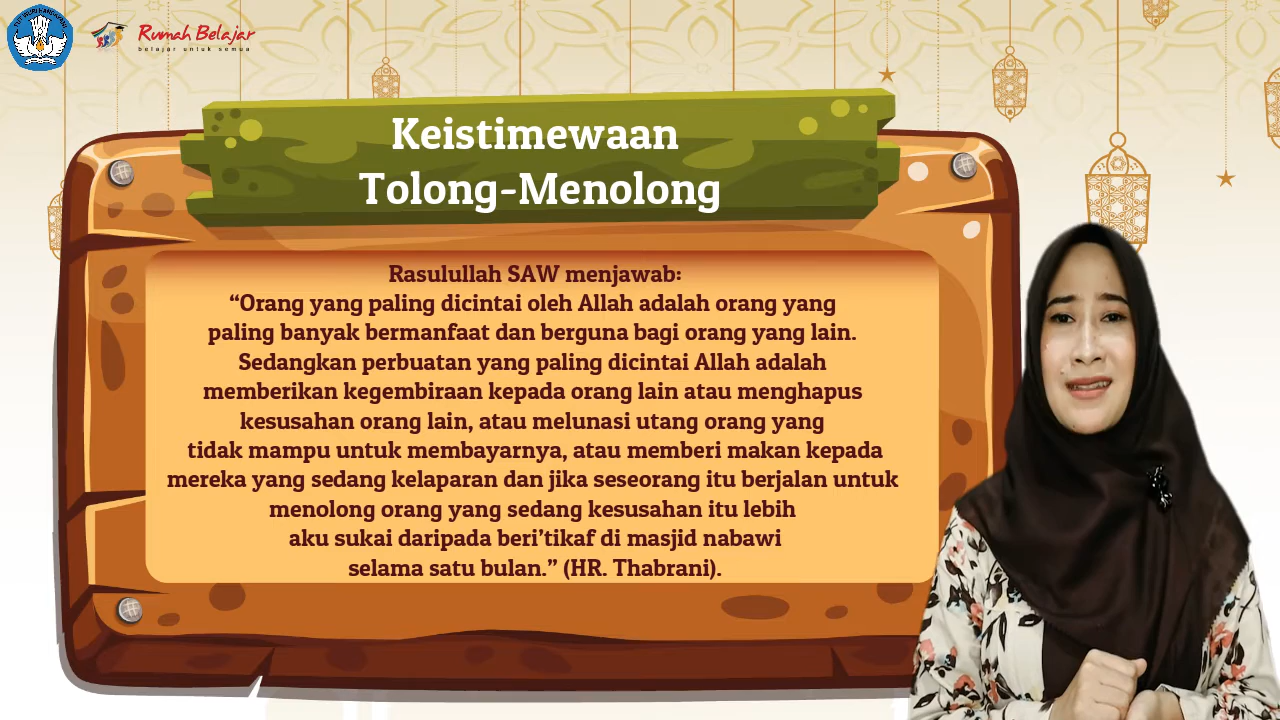 TUT WURI HANDAYANI
Rumah Belajar
belajar untuk semua
Keistimewaan
Tolong-Menolong
Rasulullah SAW menjawab:
“Orang yang paling dicintai oleh Allah adalah orang yang
paling banyak bermanfaat dan berguna bagi orang yang lain.
Sedangkan perbuatan yang paling dicintai Allah adalah
memberikan kegembiraan kepada orang lain atau menghapus
kesusahan orang lain, atau melunasi utang orang yang
tidak mampu untuk membayarnya, atau memberi makan kepada
mereka yang sedang kelaparan dan jika seseorang itu berjalan untuk
menolong orang yang sedang kesusahan itu lebih
aku sukai daripada beri’tikaf di masjid nabawi
selama satu bulan.” (HR. Thabrani).